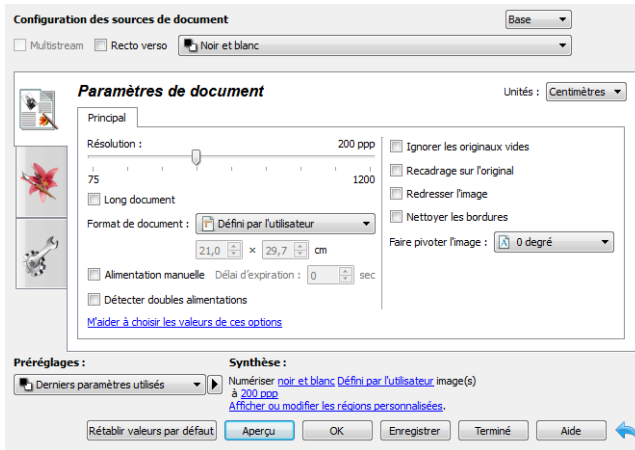 Configuration des sources de document Base
Multistream Recto verso Noir et blanc
Paramètres de document Unités : Centimètres
Principal
Résolution : 200 ppp
75 1200
Long document
Format de document : Défini par l'utilisateur
21,0 × 29,7 cm
Alimentation manuelle Délai d'expiration : 0 sec
Détecter doubles alimentations
M'aider à choisir les valeurs de ces options
Ignorer les originaux vides
Recadrage sur l'original
Redresser l'image
Nettoyer les bordures
Faire pivoter l'image : A 0 degré
Préréglages :
Derniers paramètres utilisés
Synthèse :
Numériser noir et blanc Défini par l'utilisateur image(s)
à 200 ppp
Afficher ou modifier les régions personnalisées.
Rétablir valeurs par défaut Aperçu OK Enregistrer Terminé Aide